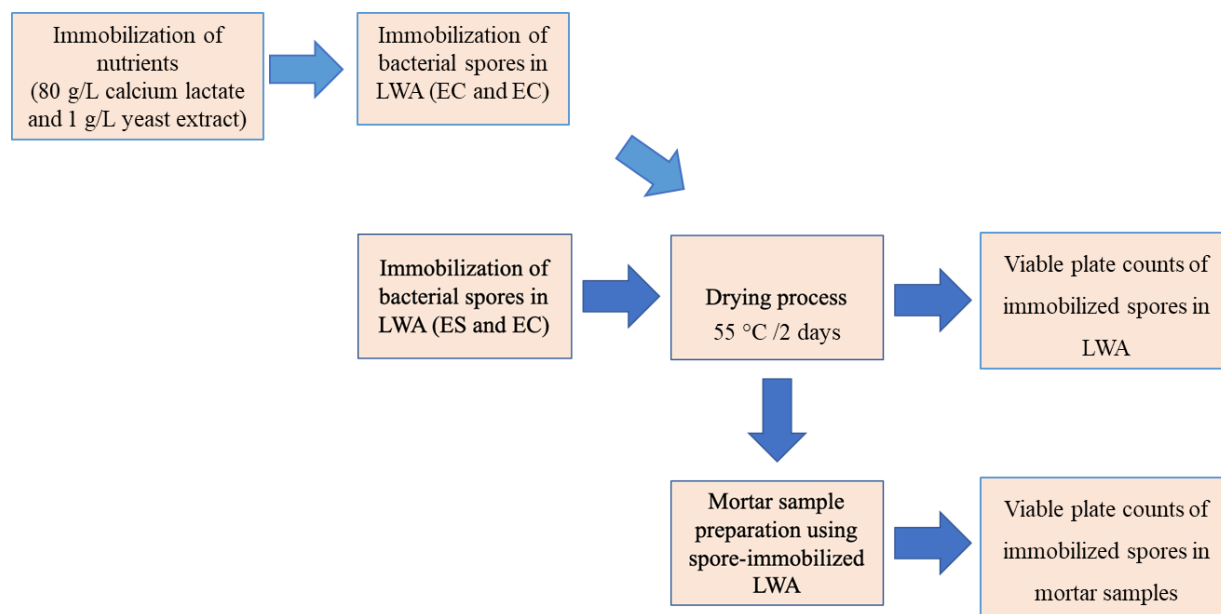 Immobilization of
nutrients
(80 g/L calcium lactate
and 1 g/L yeast extract)
Immobilization of
bacterial spores in
LWA (EC and EC)
Immobilization of
bacterial spores in
LWA (ES and EC)
Drying process
55 °C /2 days
Viable plate counts of
immobilized spores in
LWA
Mortar sample
preparation using
spore-immobilized
LWA
Viable plate counts of
immobilized spores in
mortar samples